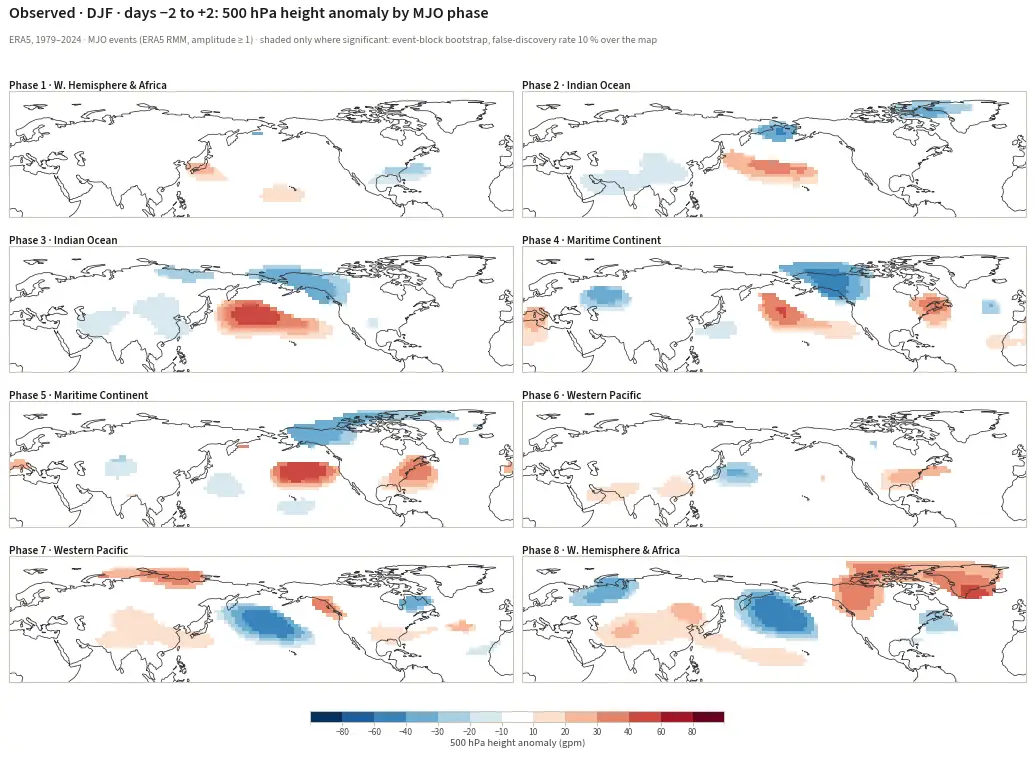 Observed · DJF · days −2 to +2: 500 hPa height anomaly by MJO phase
ERA5, 1979–2024 · MJO events (ERA5 RMM, amplitude ≥ 1) · shaded only where significant: event-block bootstrap, false-discovery rate 10 % over the map
Phase 1 · W. Hemisphere & Africa
Phase 2 · Indian Ocean
Phase 3 · Indian Ocean
Phase 4 · Maritime Continent
Phase 5 · Maritime Continent
Phase 6 · Western Pacific
Phase 7 · Western Pacific
Phase 8 · W. Hemisphere & Africa
−80 −60 −40 −30 −20 −10 10 20 30 40 60 80
500 hPa height anomaly (gpm)